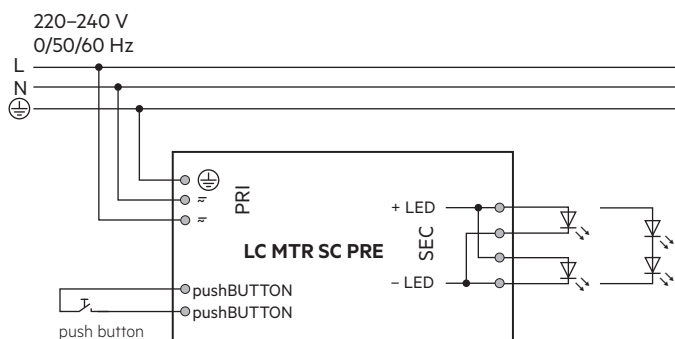 220–240 V
0/50/60 Hz
L
N
PRI
+ LED
SEC
LC MTR SC PRE
– LED
pushBUTTON
pushBUTTON
push button